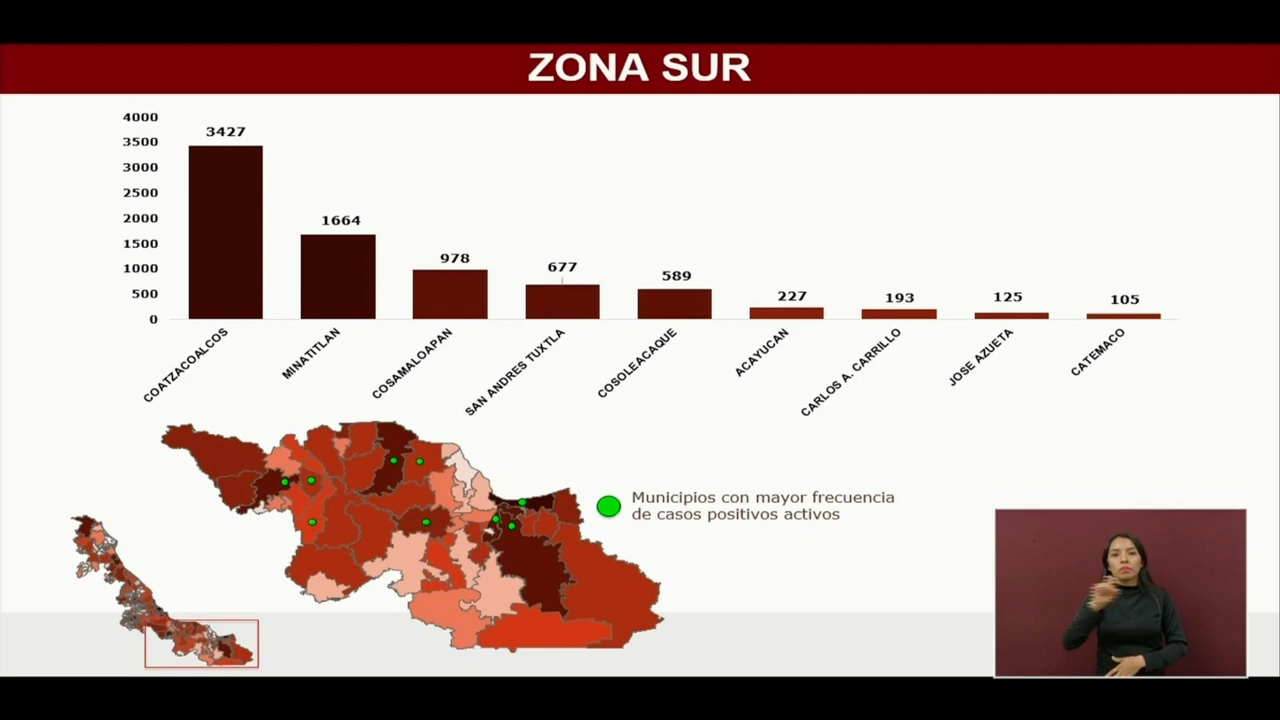 ZONA SUR
4000
3500
3000
2500
2000
1500
1000
500
0
3427
1664
978
677
589
227
193
125
105
COATZACOALCOS
MINATITLAN
COSAMALOAPAN
SAN ANDRES TUXTLA
COSOLEACAQUE
ACAYUCAN
CARLOS A. CARRILLO
JOSE AZUETA
CATEMACO
Municipios con mayor frecuencia
de casos positivos activos